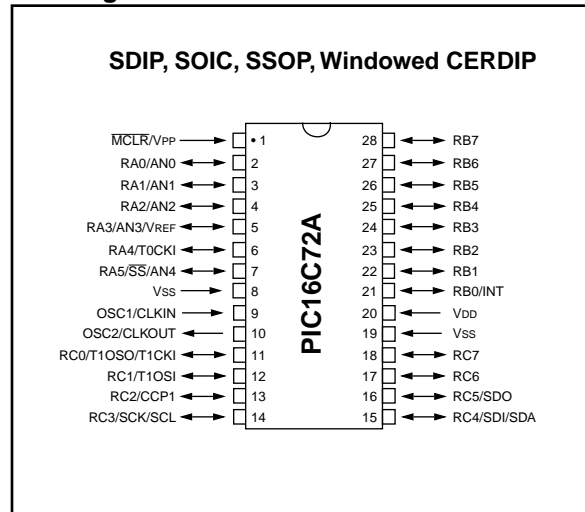 SDIP, SOIC, SSOP, Windowed CERDIP
MCLR/VPP • 1 28 RB7
RA0/AN0 2 27 RB6
RA1/AN1 3 26 RB5
RA2/AN2 4 25 RB4
RA3/AN3/VREF 5 24 RB3
RA4/T0CKI 6 23 RB2
RA5/SS/AN4 7 22 RB1
VSS 8 21 RB0/INT
OSC1/CLKIN 9 20 VDD
OSC2/CLKOUT 10 19 VSS
RC0/T1OSO/T1CKI 11 18 RC7
RC1/T1OSI 12 17 RC6
RC2/CCP1 13 16 RC5/SDO
RC3/SCK/SCL 14 15 RC4/SDI/SDA
PIC16C72A